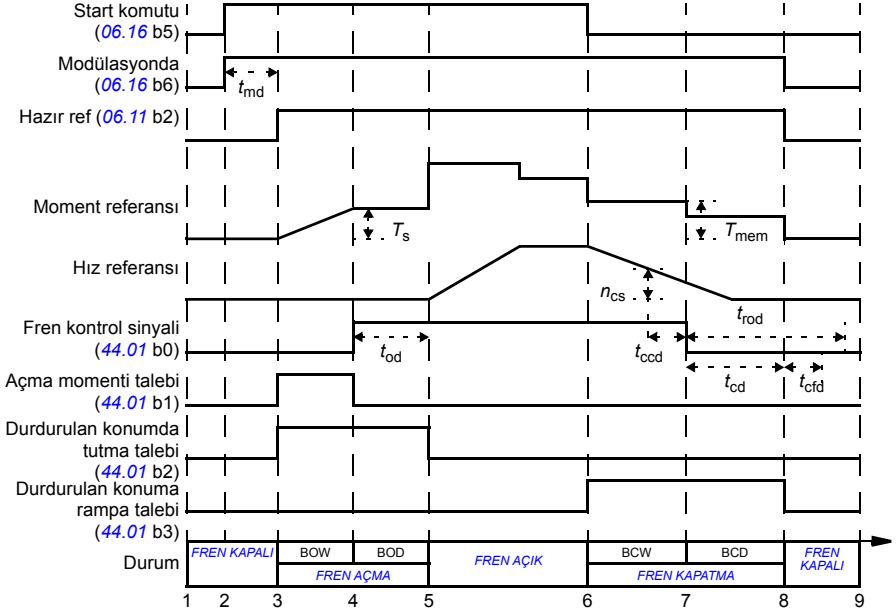 Start komutu
(06.16 b5)
Modülasyonda
(06.16 b6)
tmd
Hazır ref (06.11 b2)
Moment referansı
Ts
Tmem
Hız referansı
ncs
Fren kontrol sinyali
(44.01 b0)
tod
tccd
trod
tcd
tcfd
Açma momenti talebi
(44.01 b1)
Durdurulan konumda
tutma talebi
(44.01 b2)
Durdurulan konuma
rampa talebi
(44.01 b3)
Durum
FREN KAPALI
BOW
BOD
FREN AÇMA
FREN AÇIK
BCW
BCD
FREN KAPATMA
FREN
KAPALI
1 2 3 4 5 6 7 8 9